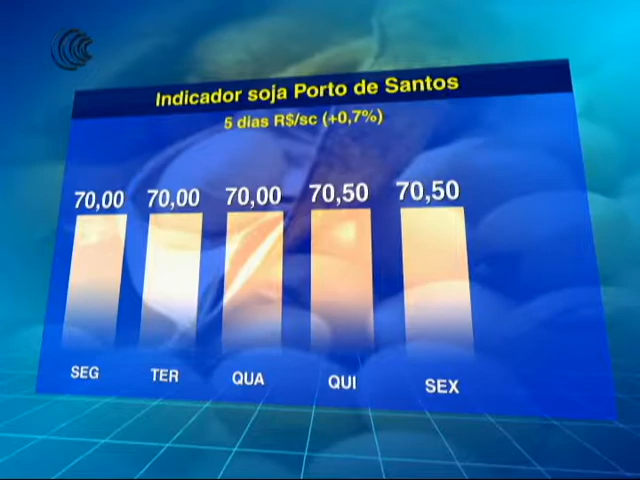 Indicador soja Porto de Santos
5 dias R$/sc (+0,7%)
70,00 70,00 70,00 70,50 70,50
SEG TER QUA QUI SEX